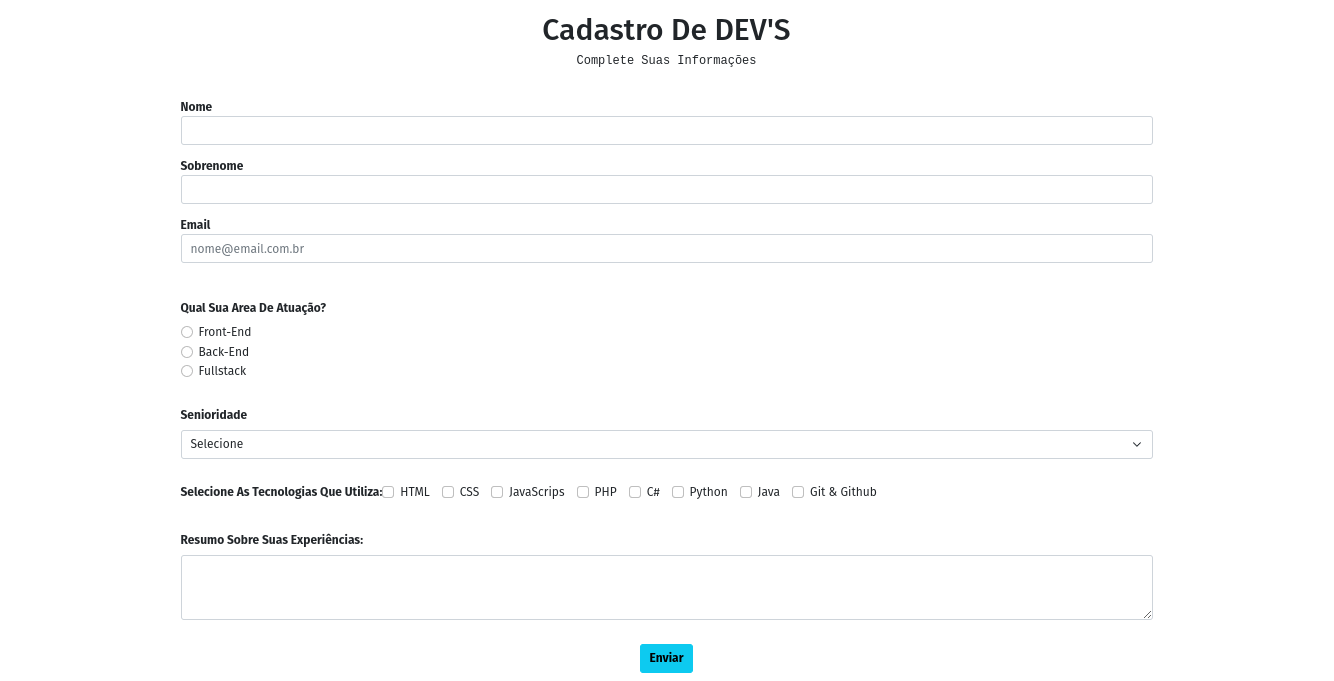 Cadastro De DEV'S
Complete Suas Informações
Nome
Sobrenome
Email
nome@email.com.br
Qual Sua Area De Atuação?
Front-End
Back-End
Fullstack
Senioridade
Selecione
Selecione As Tecnologias Que Utiliza: HTML CSS JavaScrips PHP C# Python Java Git & Github
Resumo Sobre Suas Experiências:
Enviar